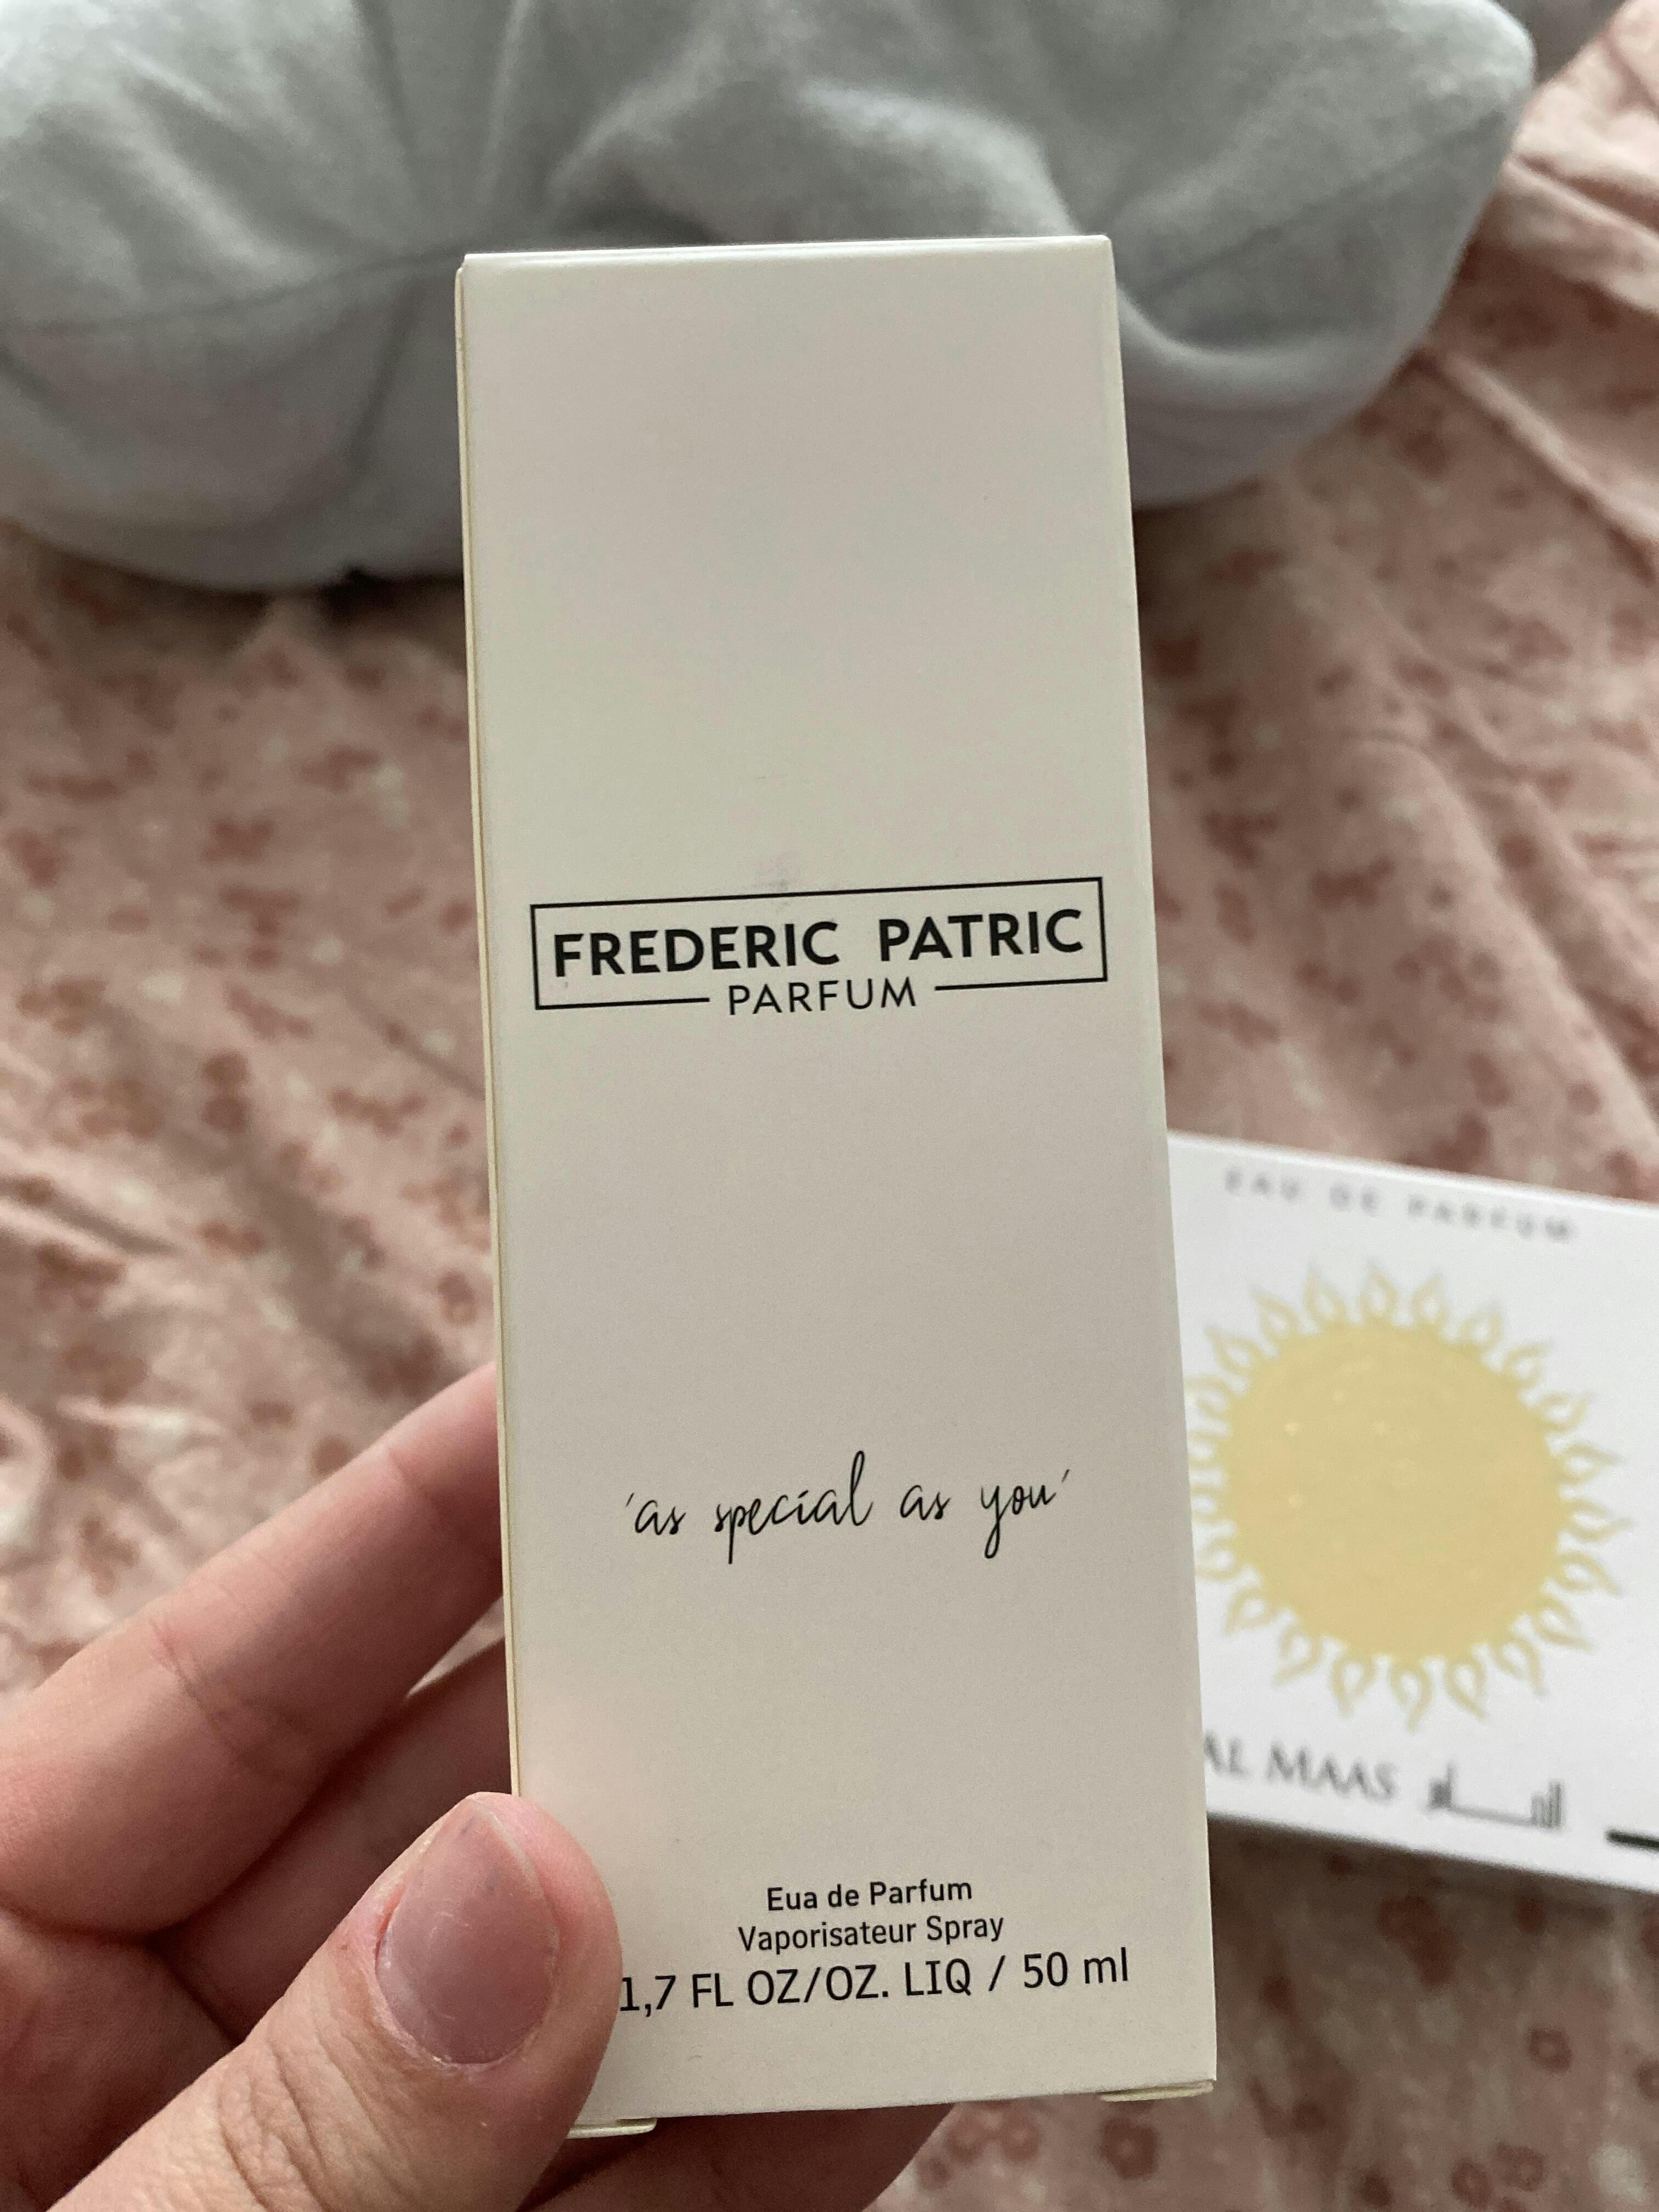 FREDERIC PATRIC
PARFUM
'as special as you'
Eua de Parfum
Vaporisateur Spray
1,7 FL OZ/OZ. LIQ / 50 ml
EAU DE PARFUM
AL MAAS